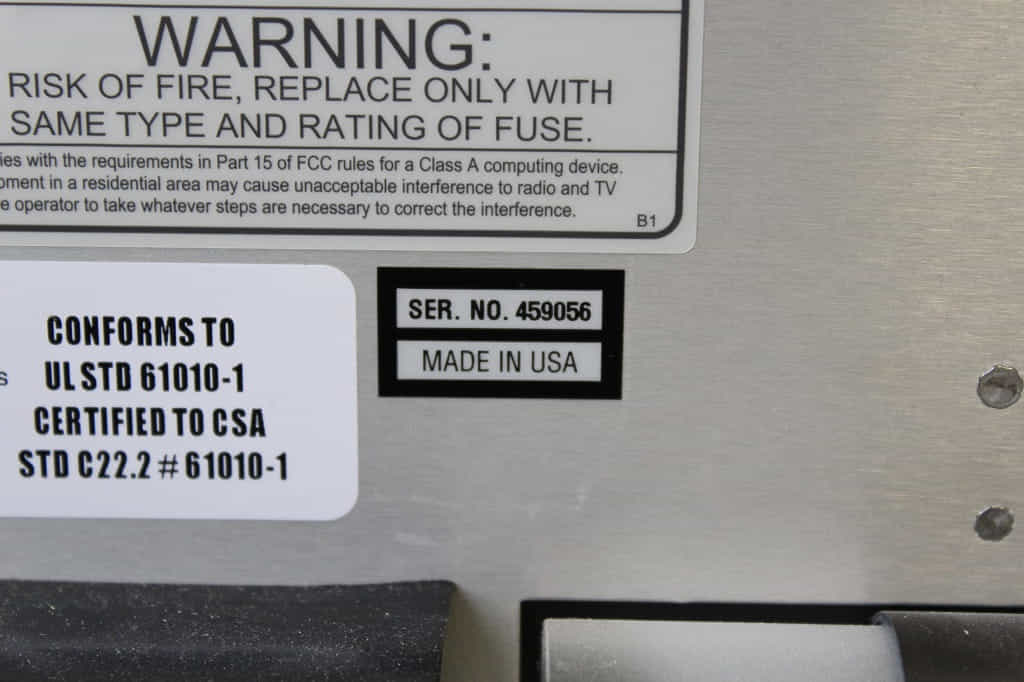 WARNING:
RISK OF FIRE, REPLACE ONLY WITH
SAME TYPE AND RATING OF FUSE.
with the requirements in Part 15 of FCC rules for a Class A computing device.
in a residential area may cause unacceptable interference to radio and TV
operator to take whatever steps are necessary to correct the interference.
B1
CONFORMS TO
UL STD 61010-1
CERTIFIED TO CSA
STD C22.2 # 61010-1
SER. NO. 459056
MADE IN USA